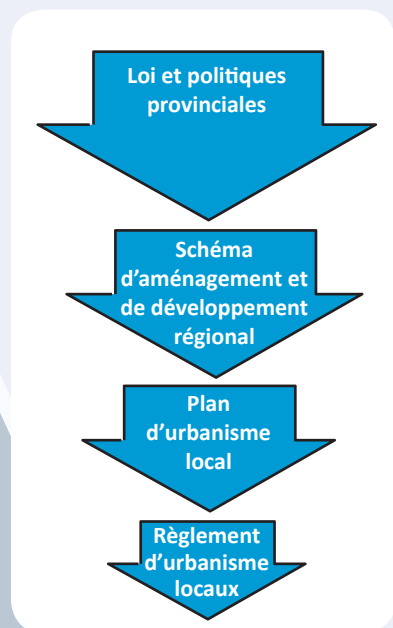 Loi et politiques
provinciales
Schéma
d'aménagement et
de développement
régional
Plan
d'urbanisme
local
Règlement
d'urbanisme
locaux